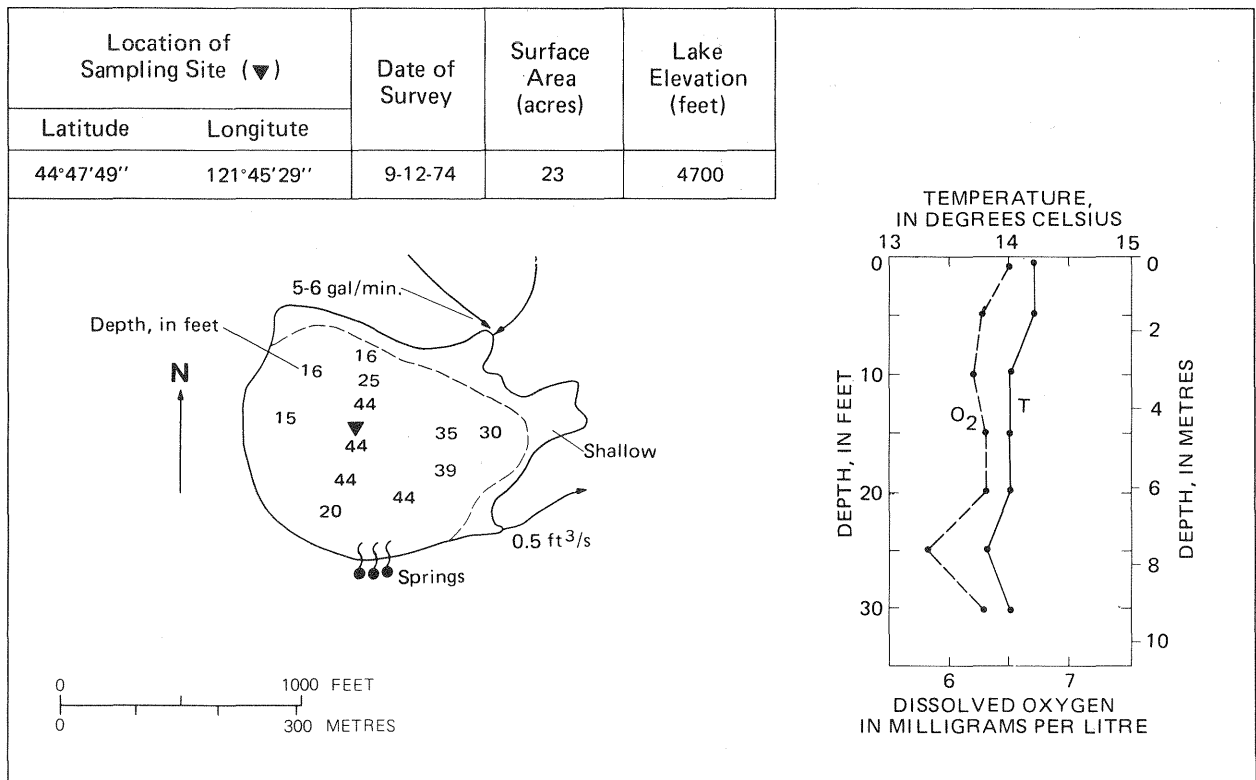 Location of
Sampling Site (▼)
Date of
Survey
Surface
Area
(acres)
Lake
Elevation
(feet)
Latitude Longitute
44°47'49'' 121°45'29'' 9-12-74 23 4700
5-6 gal/min.
Depth, in feet
N
16
16
25
44
15
44
35
30
39
44
44
20
Shallow
0.5 ft³/s
Springs
0 1000 FEET
0 300 METRES
TEMPERATURE,
IN DEGREES CELSIUS
13 14 15
0
10
20
30
DEPTH, IN FEET
O₂
T
0
2
4
6
8
10
DEPTH, IN METRES
6 7
DISSOLVED OXYGEN
IN MILLIGRAMS PER LITRE